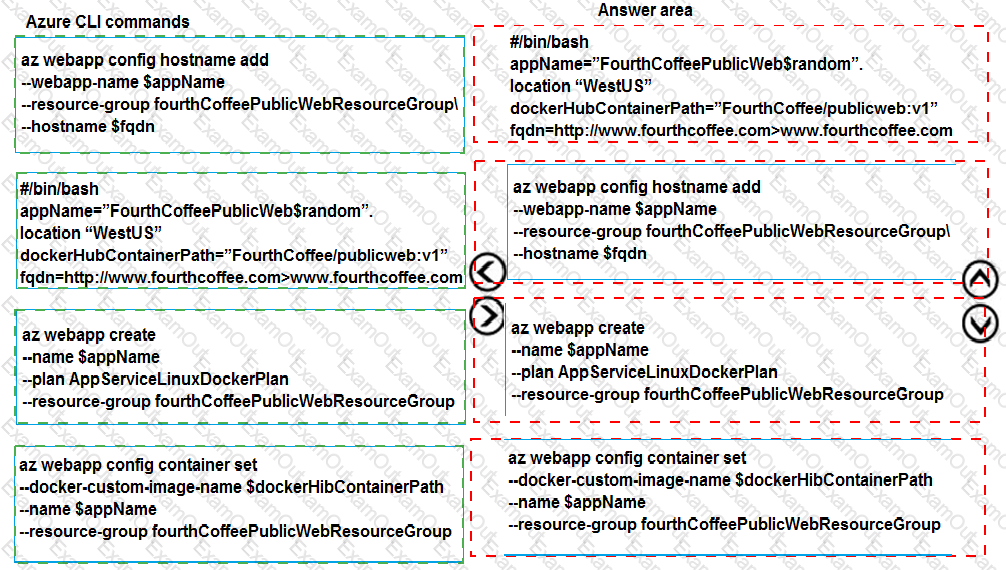 Azure CLI commands
az webapp config hostname add
--webapp-name $appName
--resource-group fourthCoffeePublicWebResourceGroup\
--hostname $fqdn
#/bin/bash
appName=”FourthCoffeePublicWeb$random”.
location “WestUS”
dockerHubContainerPath=”FourthCoffee/publicweb:v1”
fqdn=http://www.fourthcoffee.com>www.fourthcoffee.com
az webapp create
--name $appName
--plan AppServiceLinuxDockerPlan
--resource-group fourthCoffeePublicWebResourceGroup
az webapp config container set
--docker-custom-image-name $dockerHibContainerPath
--name $appName
--resource-group fourthCoffeePublicWebResourceGroup
Answer area
#/bin/bash
appName=”FourthCoffeePublicWeb$random”.
location “WestUS”
dockerHubContainerPath=”FourthCoffee/publicweb:v1”
fqdn=http://www.fourthcoffee.com>www.fourthcoffee.com
az webapp config hostname add
--webapp-name $appName
--resource-group fourthCoffeePublicWebResourceGroup\
--hostname $fqdn
az webapp create
--name $appName
--plan AppServiceLinuxDockerPlan
--resource-group fourthCoffeePublicWebResourceGroup
az webapp config container set
--docker-custom-image-name $dockerHibContainerPath
--name $appName
--resource-group fourthCoffeePublicWebResourceGroup